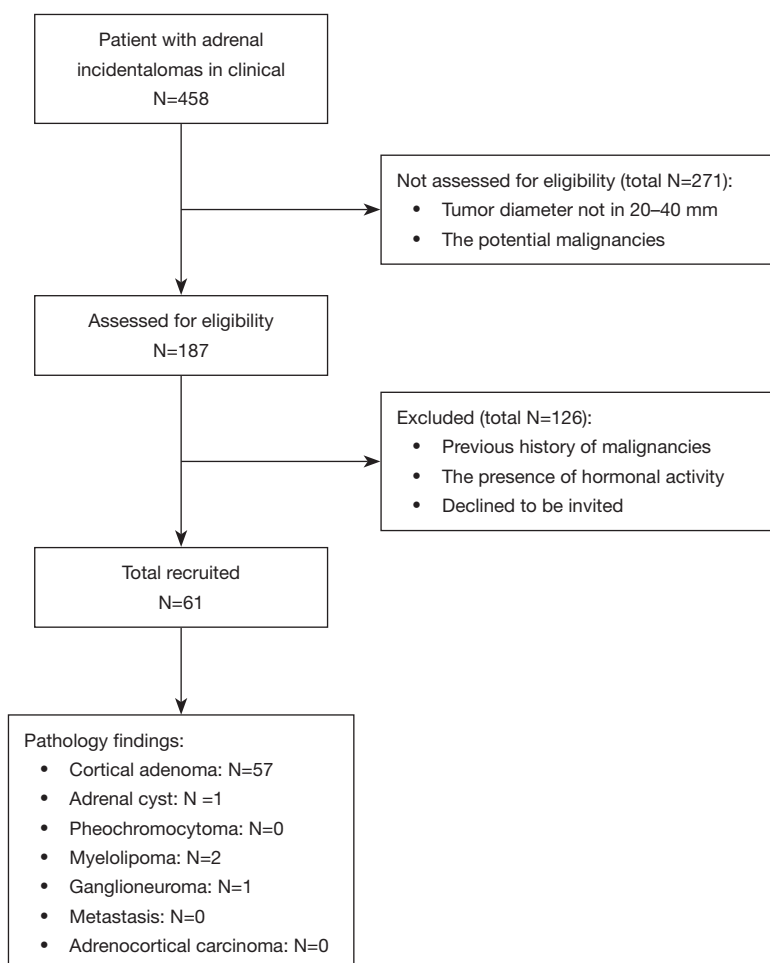 Patient with adrenal
incidentalomas in clinical
N=458
Not assessed for eligibility (total N=271):
• Tumor diameter not in 20–40 mm
• The potential malignancies
Assessed for eligibility
N=187
Excluded (total N=126):
• Previous history of malignancies
• The presence of hormonal activity
• Declined to be invited
Total recruited
N=61
Pathology findings:
• Cortical adenoma: N=57
• Adrenal cyst: N =1
• Pheochromocytoma: N=0
• Myelolipoma: N=2
• Ganglioneuroma: N=1
• Metastasis: N=0
• Adrenocortical carcinoma: N=0